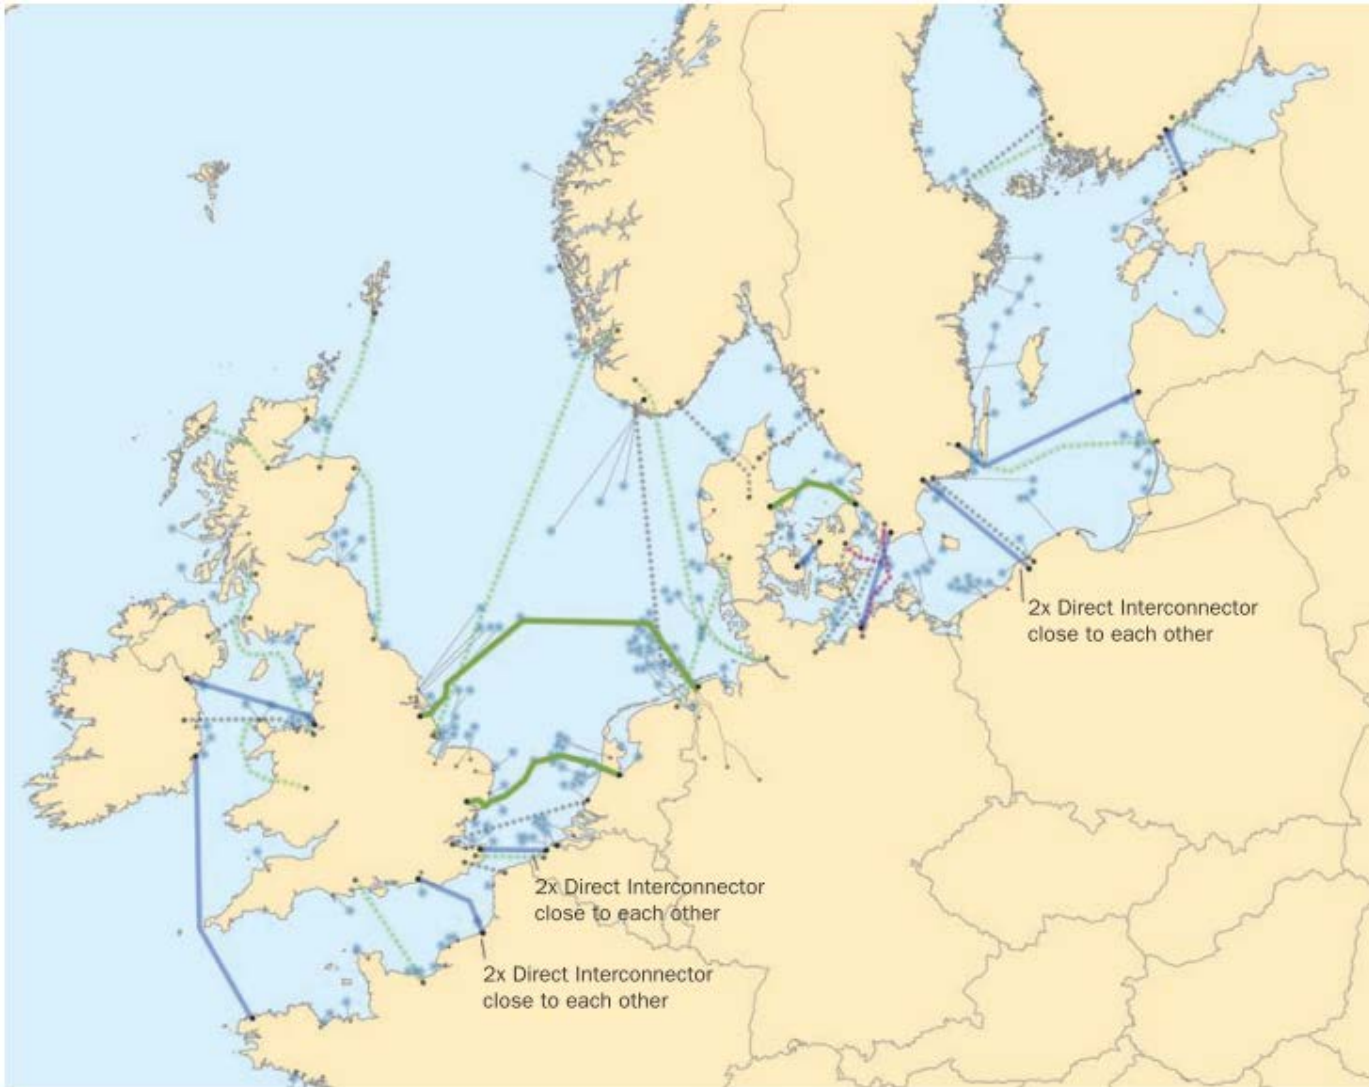 2x Direct Interconnector
close to each other
2x Direct Interconnector
close to each other
2x Direct Interconnector
close to each other